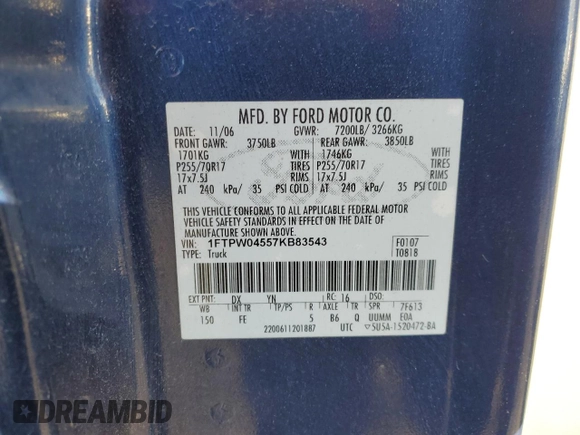 MFD. BY FORD MOTOR CO.
DATE: 11/06 GVWR: 7200LB/ 3266KG
FRONT GAWR: 3750LB REAR GAWR: 3850LB
1701KG WITH 1746KG WITH
P255/70R17 TIRES P255/70R17 TIRES
17x7.5J RIMS 17x7.5J RIMS
AT 240 kPa/ 35 PSI COLD AT 240 kPa/ 35 PSI COLD
THIS VEHICLE CONFORMS TO ALL APPLICABLE FEDERAL MOTOR
VEHICLE SAFETY STANDARDS IN EFFECT ON THE DATE OF
MANUFACTURE SHOWN ABOVE.
VIN: 1FTPW04557KB83543 F0107
TYPE: Truck T0818
EXT PNT: DX YN RC: 16 DSO:
WB INT TR TP/PS R AXLE TR SPR 7F613
150 FE 5 B6 Q UUMM E0A
2200611201887 UTC ▽5U5A-1520472-BA
DREAMBID